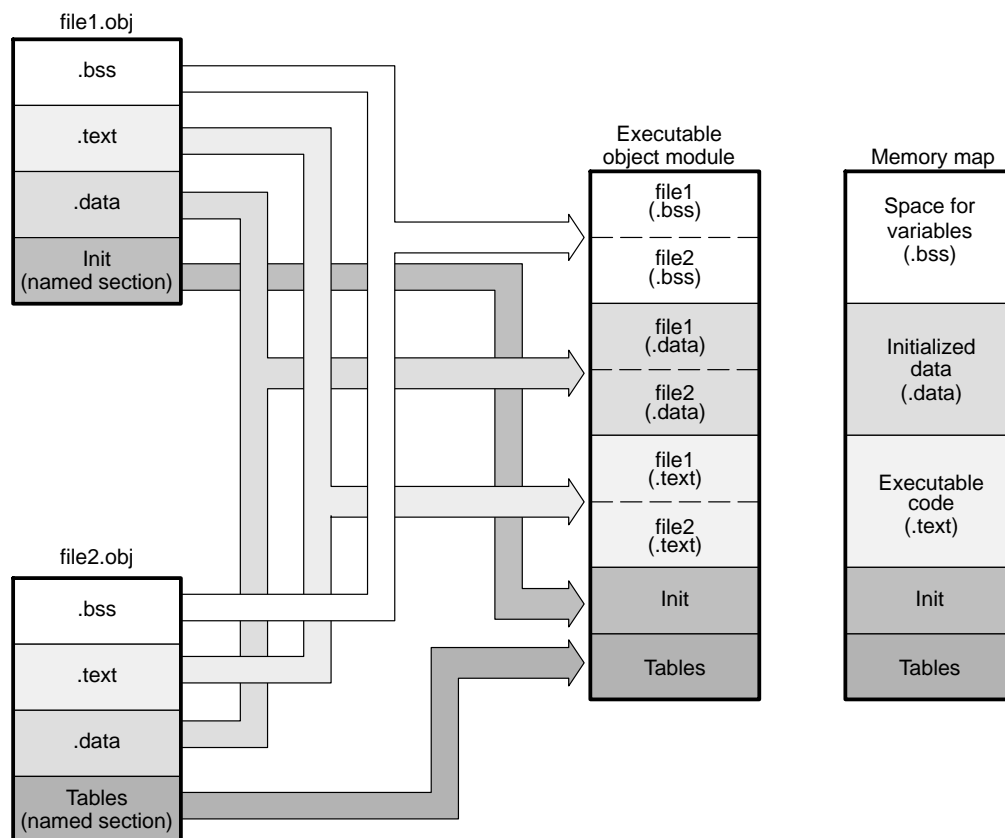 file1.obj
.bss
.text
.data
Init
(named section)
file2.obj
.bss
.text
.data
Tables
(named section)
Executable
object module
file1
(.bss)
file2
(.bss)
file1
(.data)
file2
(.data)
file1
(.text)
file2
(.text)
Init
Tables
Memory map
Space for
variables
(.bss)
Initialized
data
(.data)
Executable
code
(.text)
Init
Tables